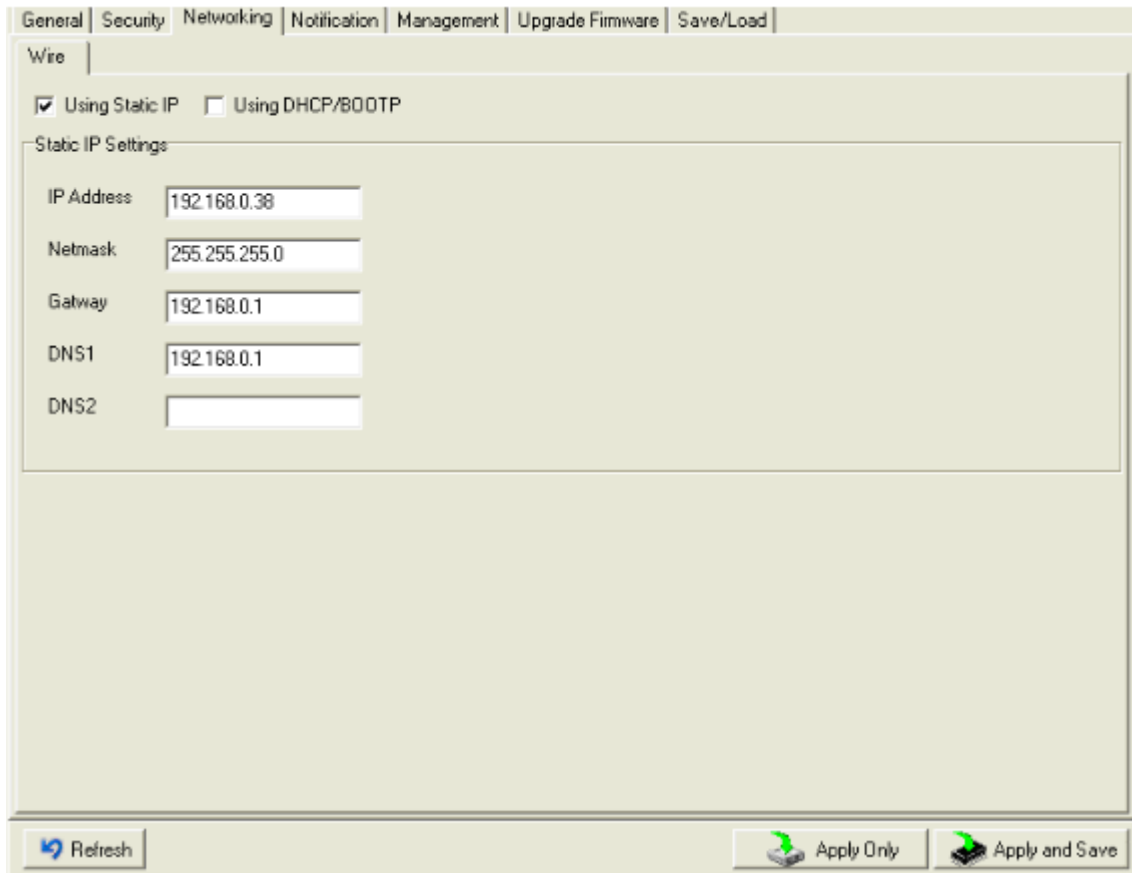 General Security Networking Notification Management Upgrade Firmware Save/Load
Wire
Using Static IP Using DHCP/BOOTP
Static IP Settings
IP Address 192.168.0.38
Netmask 255.255.255.0
Gatway 192.168.0.1
DNS1 192.168.0.1
DNS2
Refresh Apply Only Apply and Save